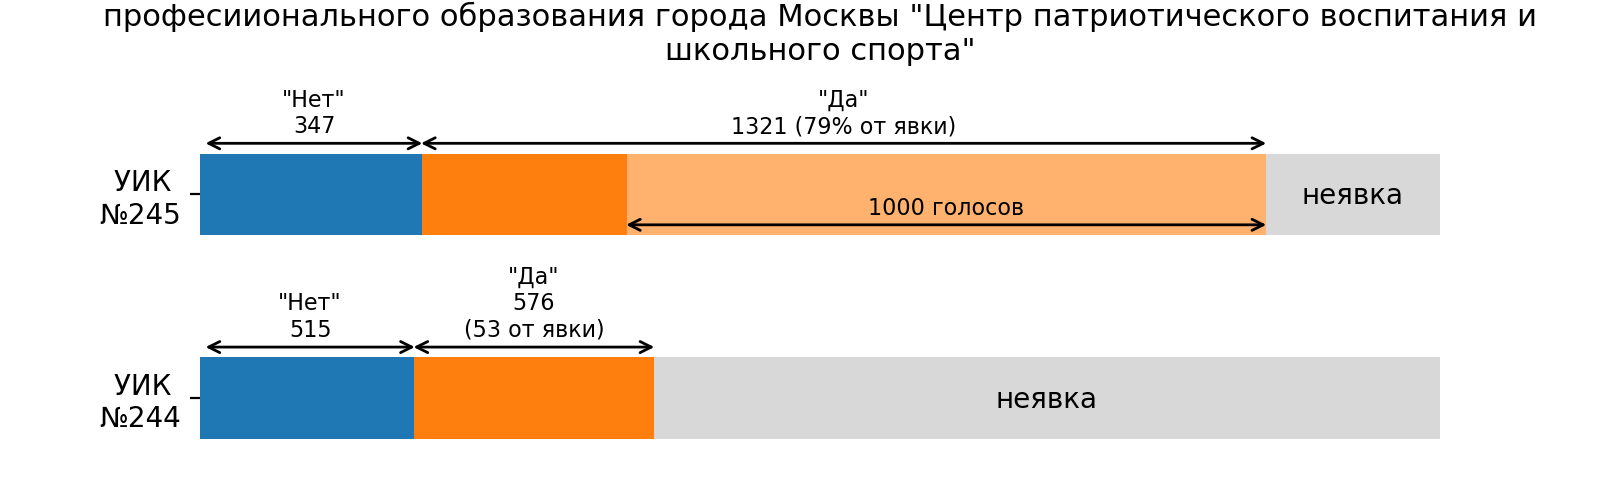 професиионального образования города Москвы "Центр патриотического воспитания и
школьного спорта"
"Нет"
347
"Да"
1321 (79% от явки)
УИК
№245
1000 голосов
неявка
"Нет"
515
"Да"
576
(53 от явки)
УИК
№244
неявка